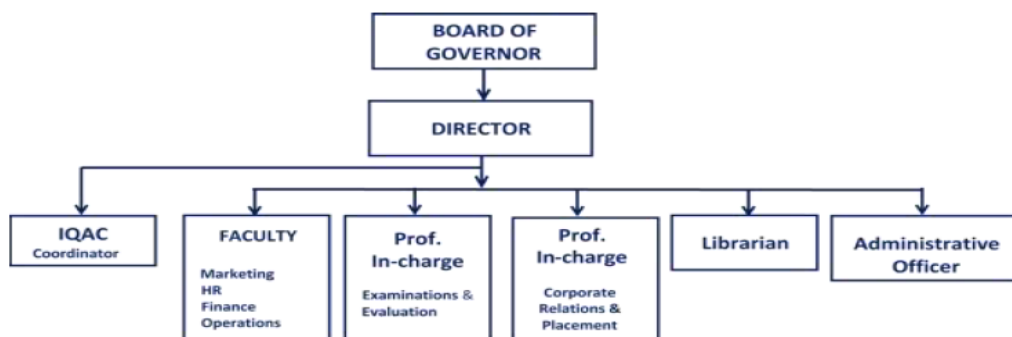 BOARD OF
GOVERNOR
DIRECTOR
IQAC
Coordinator
FACULTY
Marketing
HR
Finance
Operations
Prof.
In-charge
Examinations &
Evaluation
Prof.
In-charge
Corporate
Relations &
Placement
Librarian
Administrative
Officer